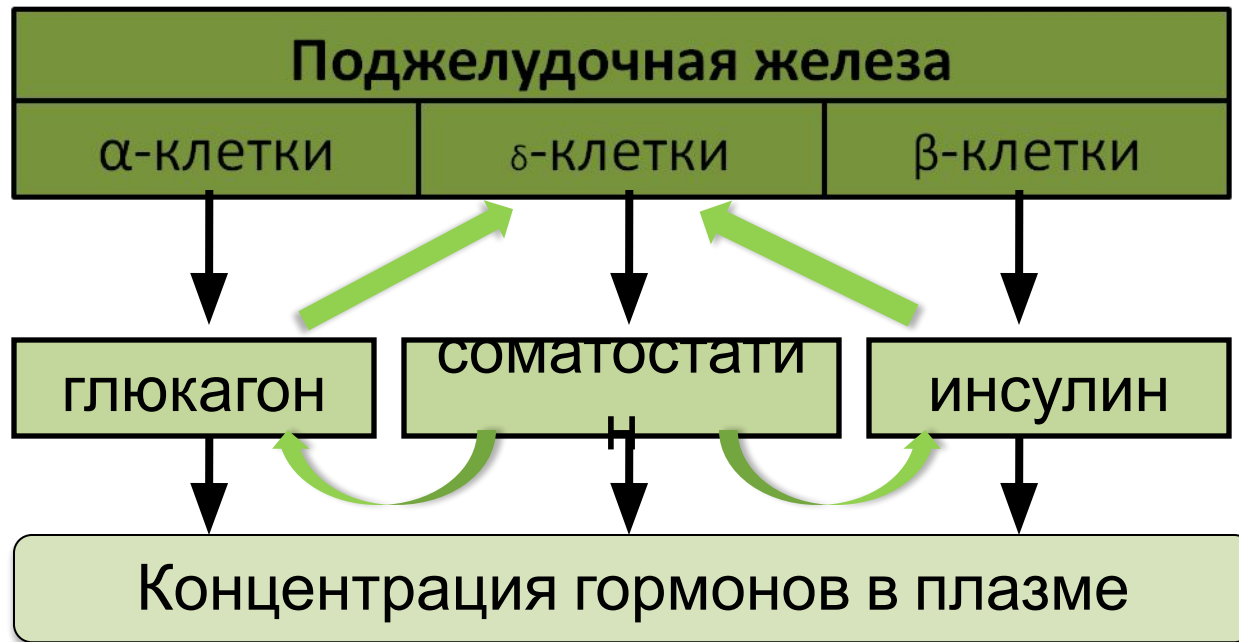 Поджелудочная железа
α-клетки δ-клетки β-клетки
глюкагон соматостати инсулин
н
Концентрация гормонов в плазме